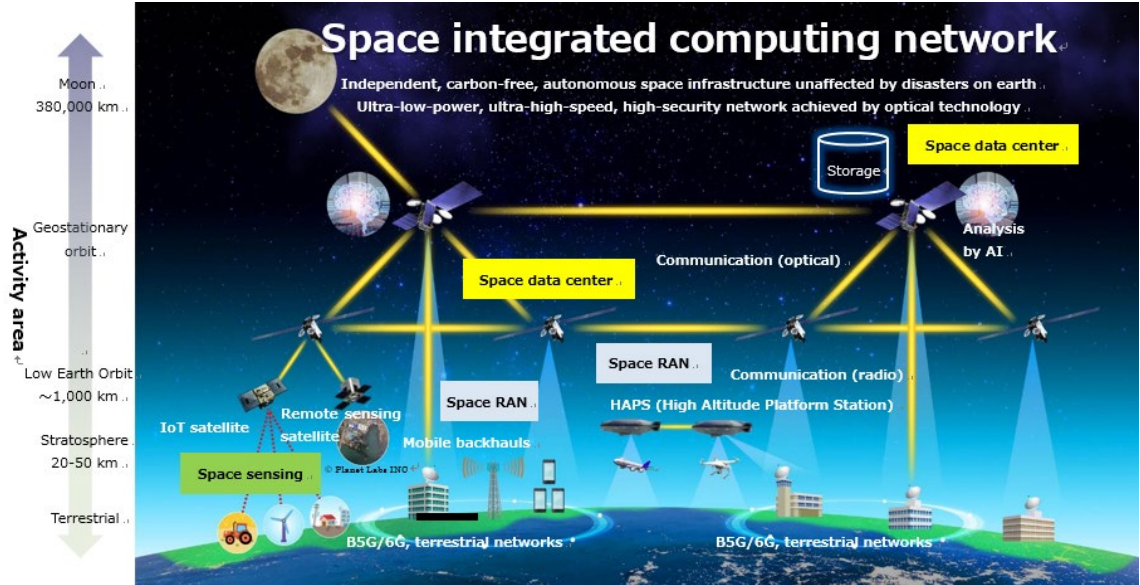 Space integrated computing network
Independent, carbon-free, autonomous space infrastructure unaffected by disasters on earth
Ultra-low-power, ultra-high-speed, high-security network achieved by optical technology
Activity area
Moon
380,000 km
Geostationary
orbit
Low Earth Orbit
~1,000 km
Stratosphere
20-50 km
Terrestrial
Storage
Space data center
Analysis
by AI
Communication (optical)
Space data center
Space RAN
Communication (radio)
Space RAN
HAPS (High Altitude Platform Station)
IoT satellite
Remote sensing
satellite
Mobile backhauls
© Planet Labs INC
Space sensing
B5G/6G, terrestrial networks
B5G/6G, terrestrial networks